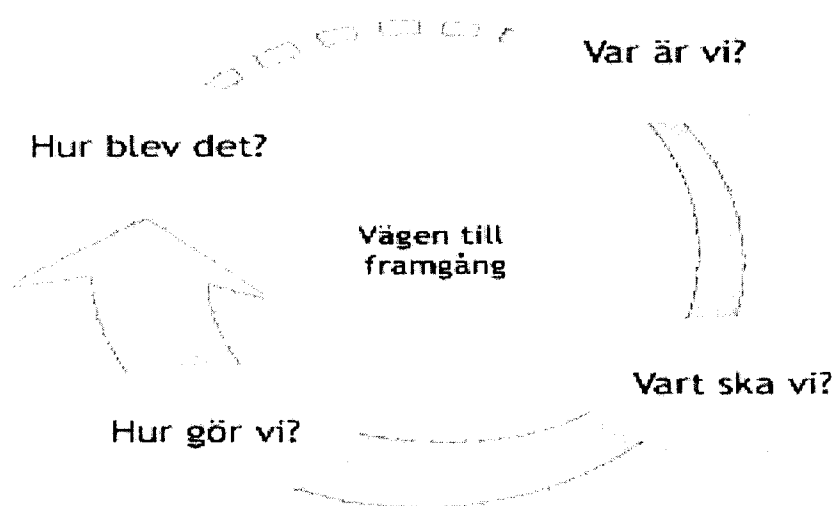 Var är vi?
Hur blev det?
Vägen till
framgång
Vart ska vi?
Hur gör vi?